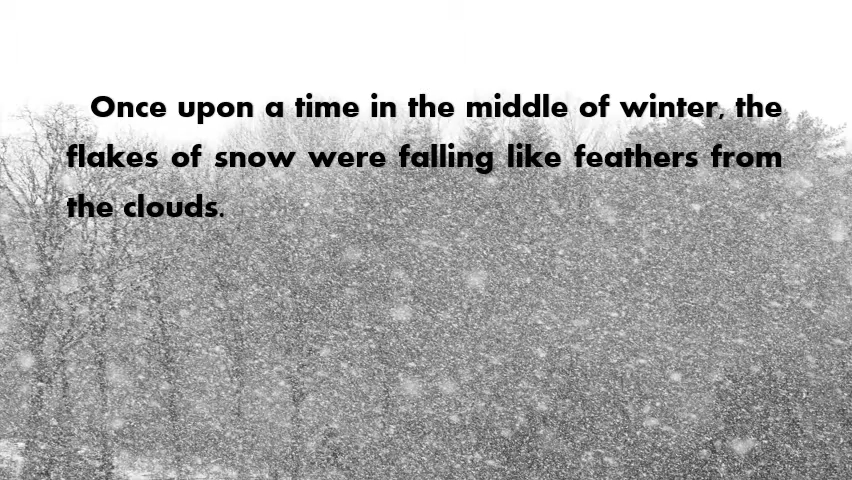 Once upon a time in the middle of winter, the
flakes of snow were falling like feathers from
the clouds.